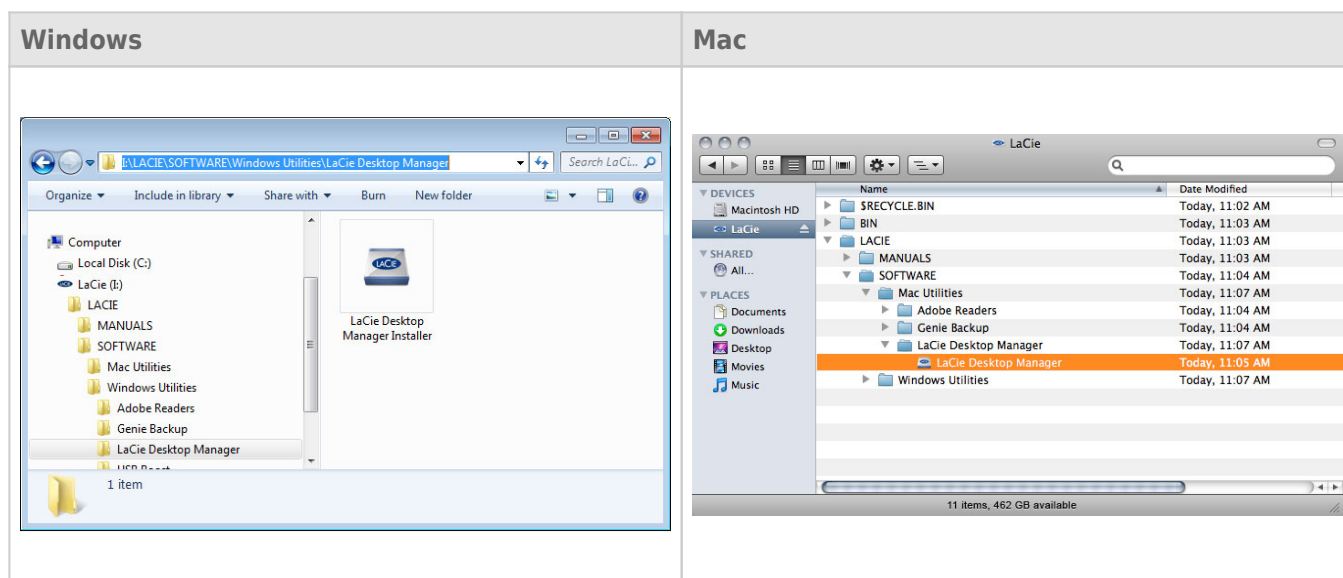 Windows
Mac
I:\LACIE\SOFTWARE\Windows Utilities\LaCie Desktop Manager
Search LaCi...
Organize
Include in library
Share with
Burn
New folder
Computer
Local Disk (C:)
LaCie (I:)
LACIE
MANUALS
SOFTWARE
Mac Utilities
Windows Utilities
Adobe Readers
Genie Backup
LaCie Desktop Manager
LACIE
LaCie Desktop
Manager Installer
1 item
LaCie
Name
Date Modified
DEVICES
Macintosh HD
LaCie
SHARED
All...
PLACES
Documents
Downloads
Desktop
Movies
Music
$RECYCLE.BIN Today, 11:02 AM
BIN Today, 11:03 AM
LACIE Today, 11:03 AM
MANUALS Today, 11:03 AM
SOFTWARE Today, 11:04 AM
Mac Utilities Today, 11:07 AM
Adobe Readers Today, 11:04 AM
Genie Backup Today, 11:04 AM
LaCie Desktop Manager Today, 11:07 AM
LaCie Desktop Manager Today, 11:05 AM
Windows Utilities Today, 11:07 AM
11 items, 462 GB available